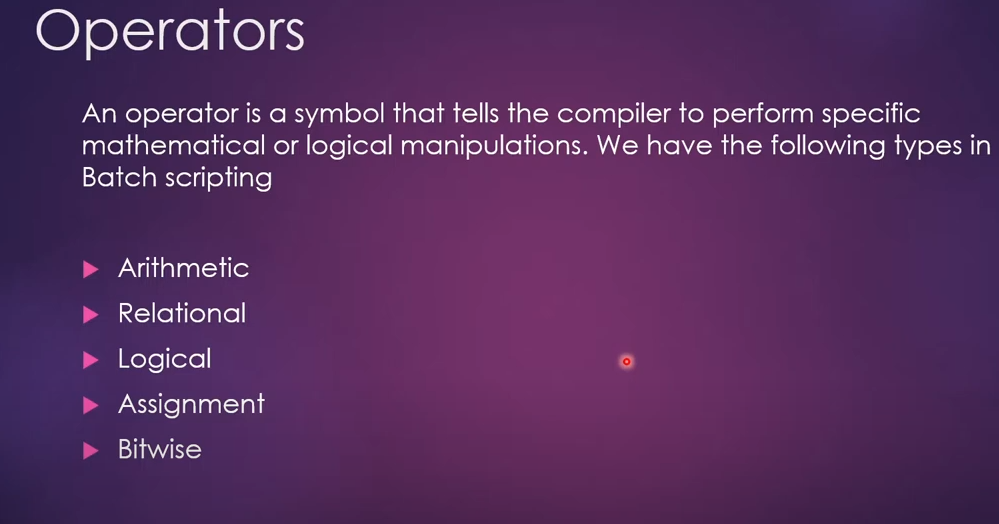 Operators
An operator is a symbol that tells the compiler to perform specific
mathematical or logical manipulations. We have the following types in
Batch scripting
Arithmetic
Relational
Logical
Assignment
Bitwise